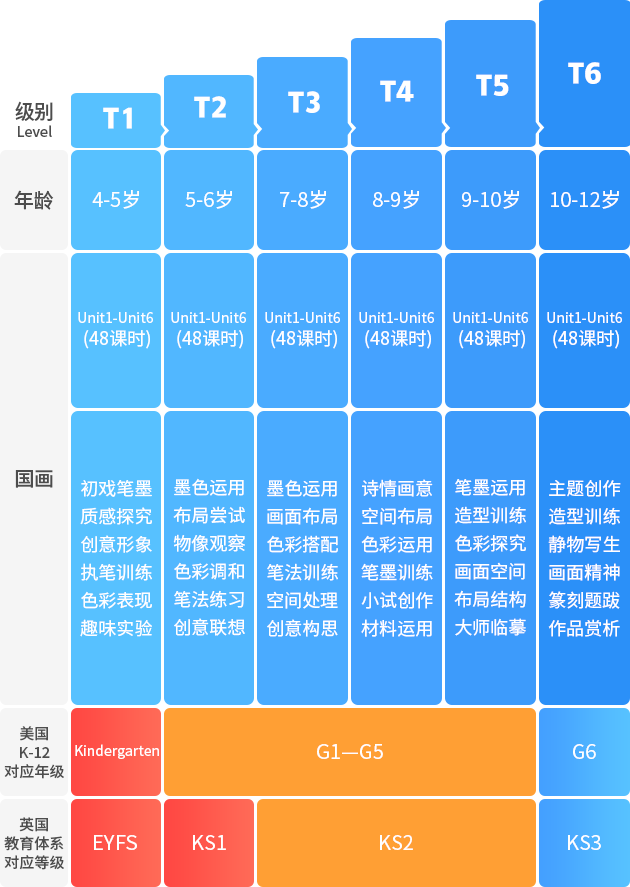 级别
Level
T1
T2
T3
T4
T5
T6
年龄
4-5岁
5-6岁
7-8岁
8-9岁
9-10岁
10-12岁
国画
Unit1-Unit6
(48课时)
Unit1-Unit6
(48课时)
Unit1-Unit6
(48课时)
Unit1-Unit6
(48课时)
Unit1-Unit6
(48课时)
Unit1-Unit6
(48课时)
初戏笔墨
质感探究
创意形象
执笔训练
色彩表现
趣味实验
墨色运用
布局尝试
物像观察
色彩调和
笔法练习
创意联想
墨色运用
画面布局
色彩搭配
笔法训练
空间处理
创意构思
诗情画意
空间布局
色彩运用
笔墨训练
小试创作
材料运用
笔墨运用
造型训练
色彩探究
画面空间
布局结构
大师临摹
主题创作
造型训练
静物写生
画面精神
篆刻题跋
作品赏析
美国
K-12
对应年级
Kindergarten
G1—G5
G6
英国
教育体系
对应等级
EYFS
KS1
KS2
KS3